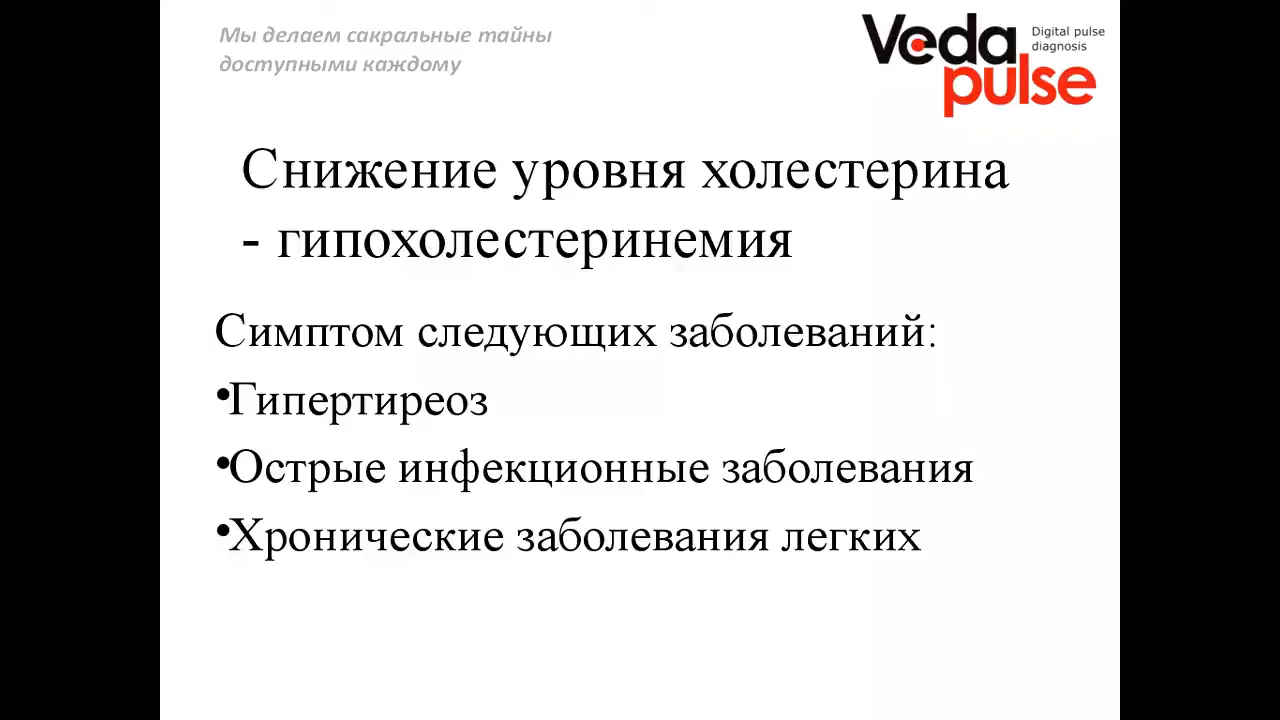 Мы делаем сакральные тайны
доступными каждому
Veda
pulse
Digital pulse
diagnosis
Снижение уровня холестерина
- гипохолестеринемия
Симптом следующих заболеваний:
•Гипертиреоз
•Острые инфекционные заболевания
•Хронические заболевания легких